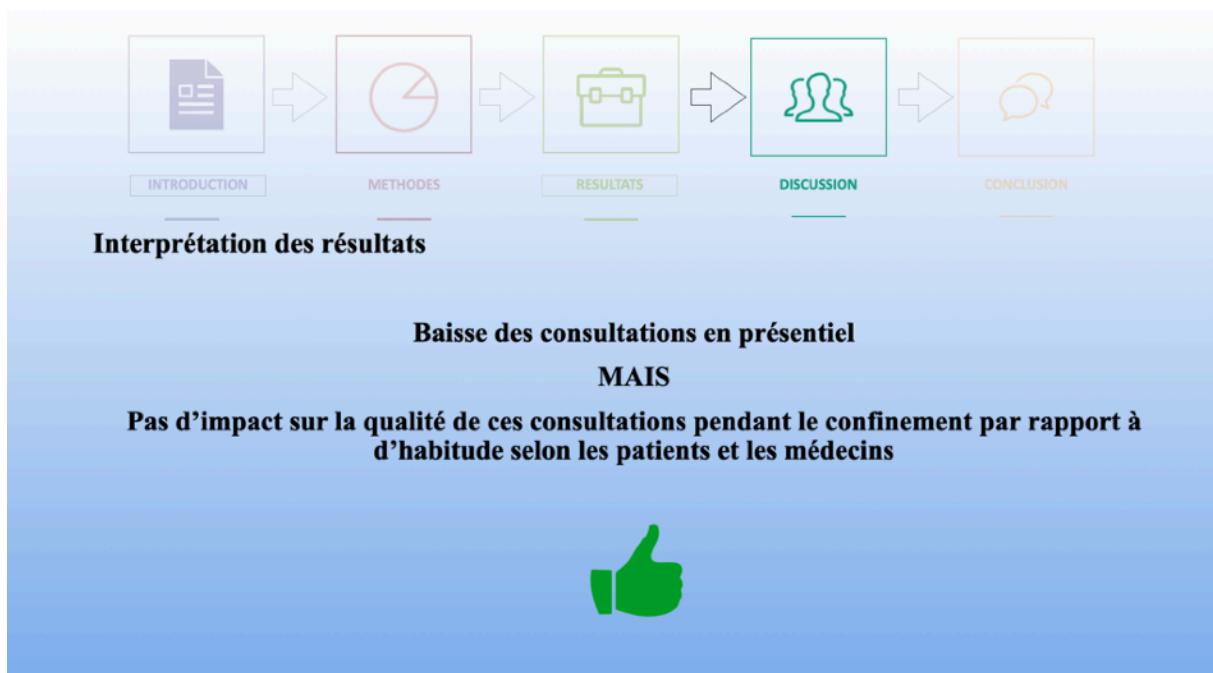 INTRODUCTION
METHODES
RESULTATS
DISCUSSION
CONCLUSION
Interprétation des résultats
Baisse des consultations en présentiel
MAIS
Pas d’impact sur la qualité de ces consultations pendant le confinement par rapport à
d’habitude selon les patients et les médecins